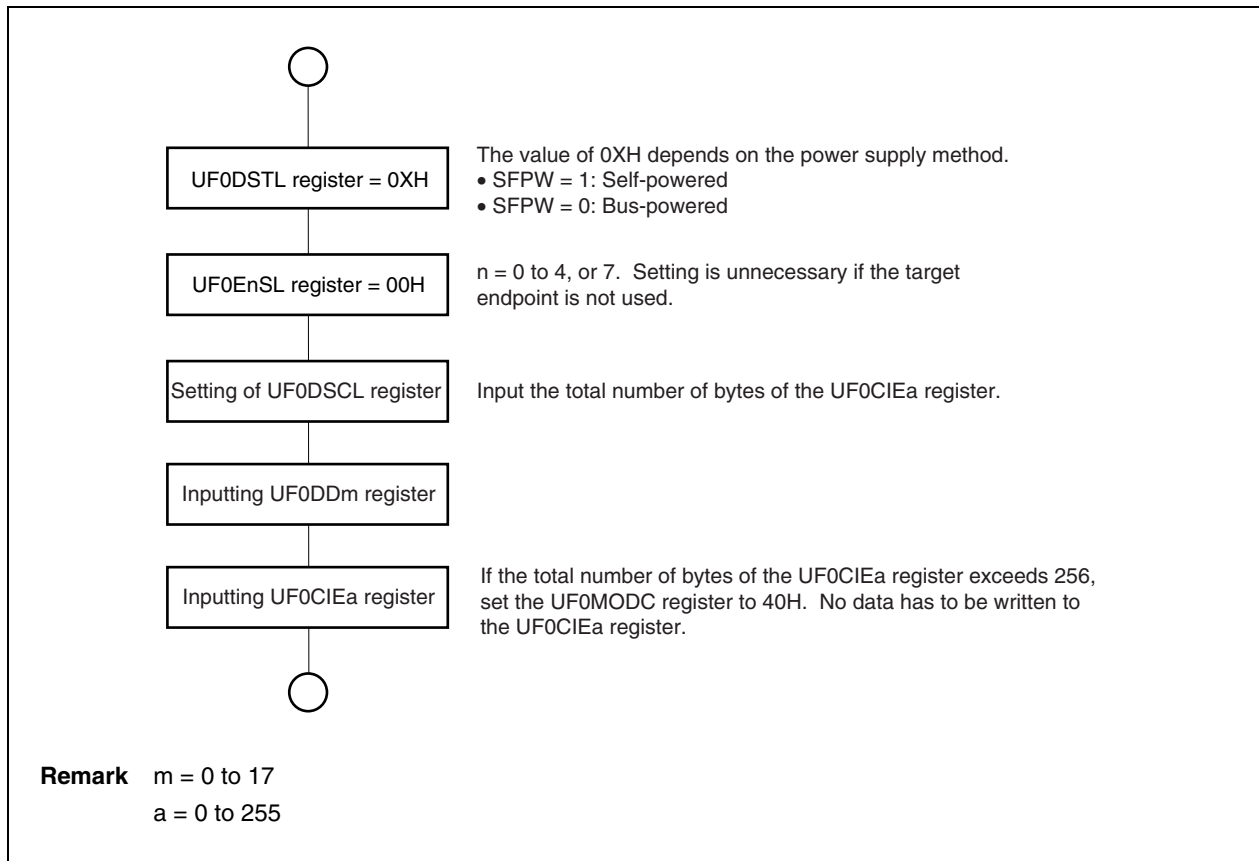 UF0DSTL register = 0XH
The value of 0XH depends on the power supply method.
• SFPW = 1: Self-powered
• SFPW = 0: Bus-powered
UF0EnSL register = 00H
n = 0 to 4, or 7. Setting is unnecessary if the target
endpoint is not used.
Setting of UF0DSCL register
Input the total number of bytes of the UF0CIEa register.
Inputting UF0DDm register
Inputting UF0CIEa register
If the total number of bytes of the UF0CIEa register exceeds 256,
set the UF0MODC register to 40H. No data has to be written to
the UF0CIEa register.
Remark m = 0 to 17
a = 0 to 255